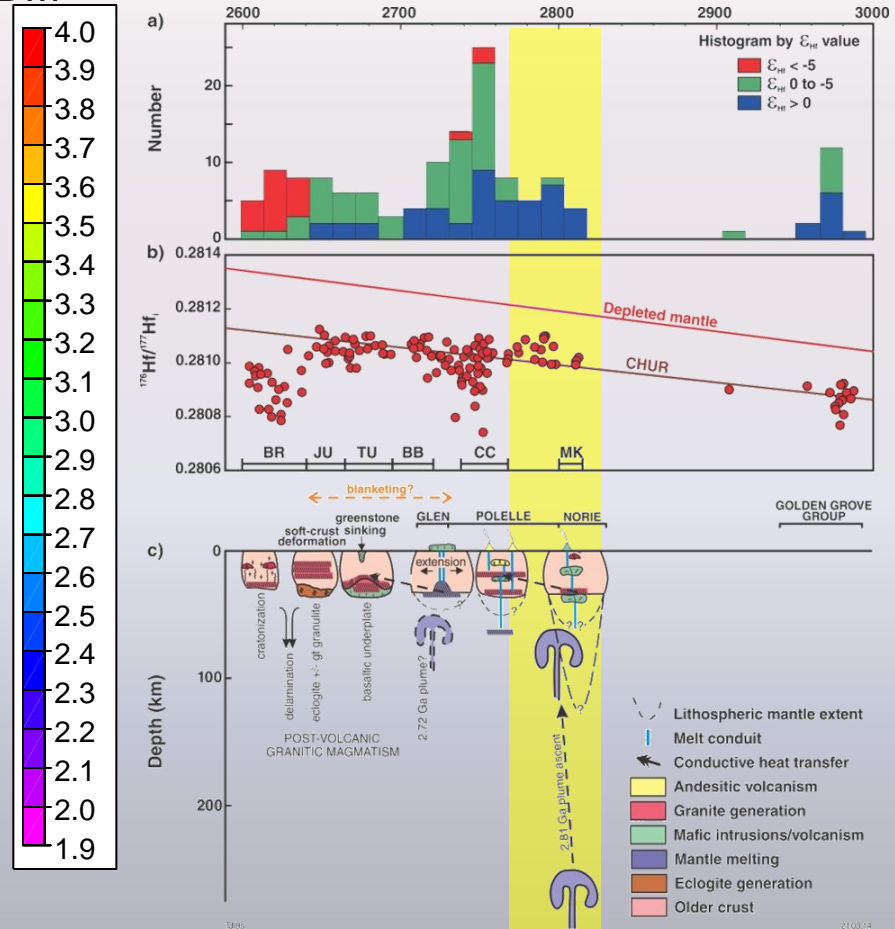 4.0
3.9
3.8
3.7
3.6
3.5
3.4
3.3
3.2
3.1
3.0
2.9
2.8
2.7
2.6
2.5
2.4
2.3
2.2
2.1
2.0
1.9
2600 2700 2800 2900 3000
a)
Histogram by εHf value
εHf < -5
εHf 0 to -5
εHf > 0
Number
20
10
0
b)
0.2814
0.2812
0.2810
0.2808
0.2806
¹⁷⁶Hf/¹⁷⁷Hfᵢ
Depleted mantle
CHUR
BR JU TU BB CC MK
blanketing?
GLEN POLELLE NORIE
GOLDEN GROVE
GROUP
greenstone
sinking
soft-crust
deformation
c)
0
100
200
Depth (km)
extension
?
?
? ?
?
cratonization
delamination
eclogite +/- gt granulite
basaltic underplate
2.72 Ga plume?
2.81 Ga plume ascent
POST-VOLCANIC
GRANITIC MAGMATISM
Lithospheric mantle extent
Melt conduit
Conductive heat transfer
Andesitic volcanism
Granite generation
Mafic intrusions/volcanism
Mantle melting
Eclogite generation
Older crust